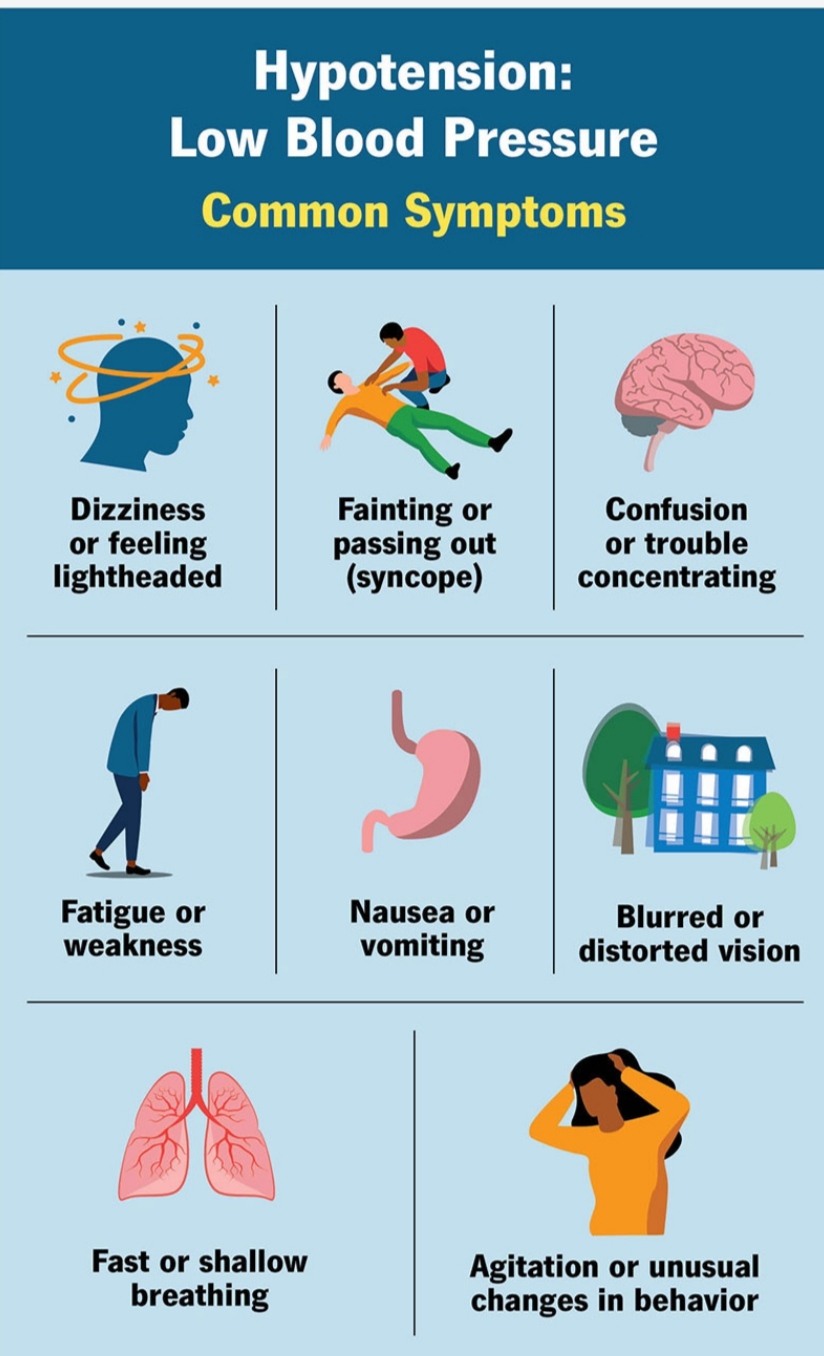 Hypotension:
Low Blood Pressure
Common Symptoms
Dizziness
or feeling
lightheaded
Fainting or
passing out
(syncope)
Confusion
or trouble
concentrating
Fatigue or
weakness
Nausea or
vomiting
Blurred or
distorted vision
Fast or shallow
breathing
Agitation or unusual
changes in behavior